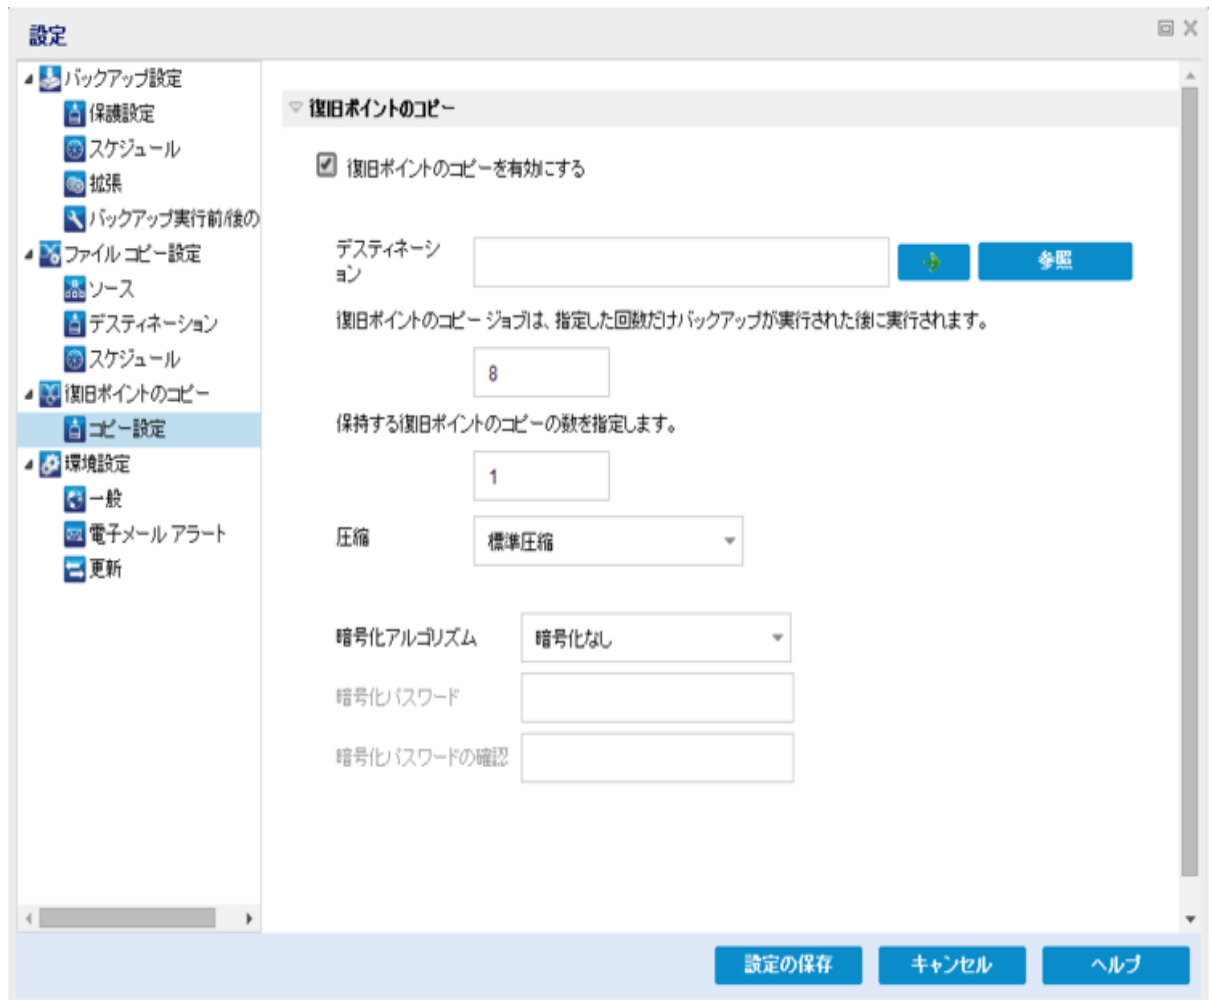 設定
バックアップ設定
保護設定
スケジュール
拡張
バックアップ実行前/後の
ファイル コピー設定
ソース
デスティネーション
スケジュール
復旧ポイントのコピー
コピー設定
環境設定
一般
電子メール アラート
更新
復旧ポイントのコピー
復旧ポイントのコピーを有効にする
デスティネーシ
ョン
参照
復旧ポイントのコピー ジョブは、指定した回数だけバックアップが実行された後に実行されます。
8
保持する復旧ポイントのコピーの数を指定します。
1
圧縮
標準圧縮
暗号化アルゴリズム
暗号化なし
暗号化パスワード
暗号化パスワードの確認
設定の保存
キャンセル
ヘルプ